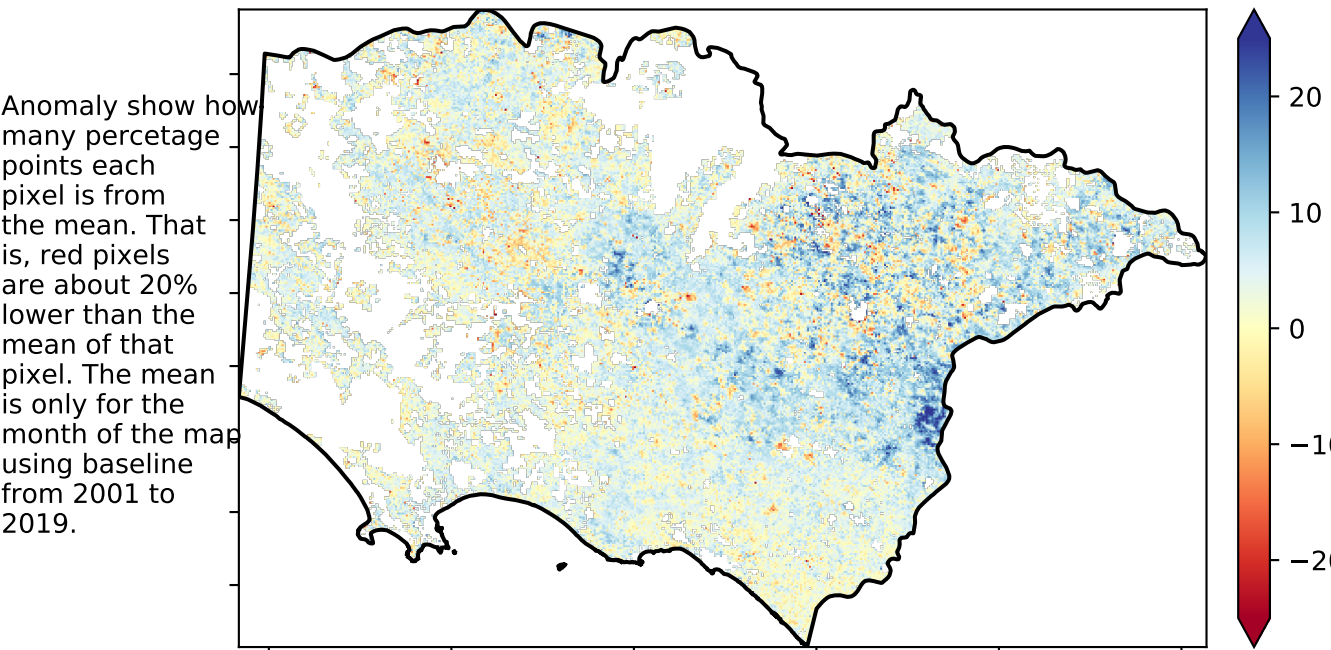 Anomaly show how
many percetage
points each
pixel is from
the mean. That
is, red pixels
are about 20%
lower than the
mean of that
pixel. The mean
is only for the
month of the map
using baseline
from 2001 to
2019.
20
10
0
−10
−20